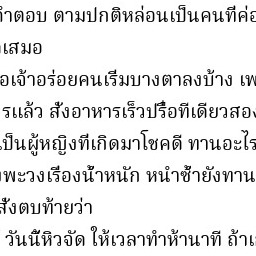 คำตอบ ตามปกติหล่อนเป็นคนที่ค่อ
เสมอ
อเจ้าอร่อยคนเริ่มบางตาลงบ้าง เพ
รแล้ว สั่งอาหารเร็วปรื๋อทีเดียวสอง
เป็นผู้หญิงที่เกิดมาโชคดี ทานอะไร
งพะวงเรื่องน้ำหนัก หนำซ้ำยังทาน
สั่งตบท้ายว่า
วันนี้หิวจัด ให้เวลาทำห้านาที ถ้าเ